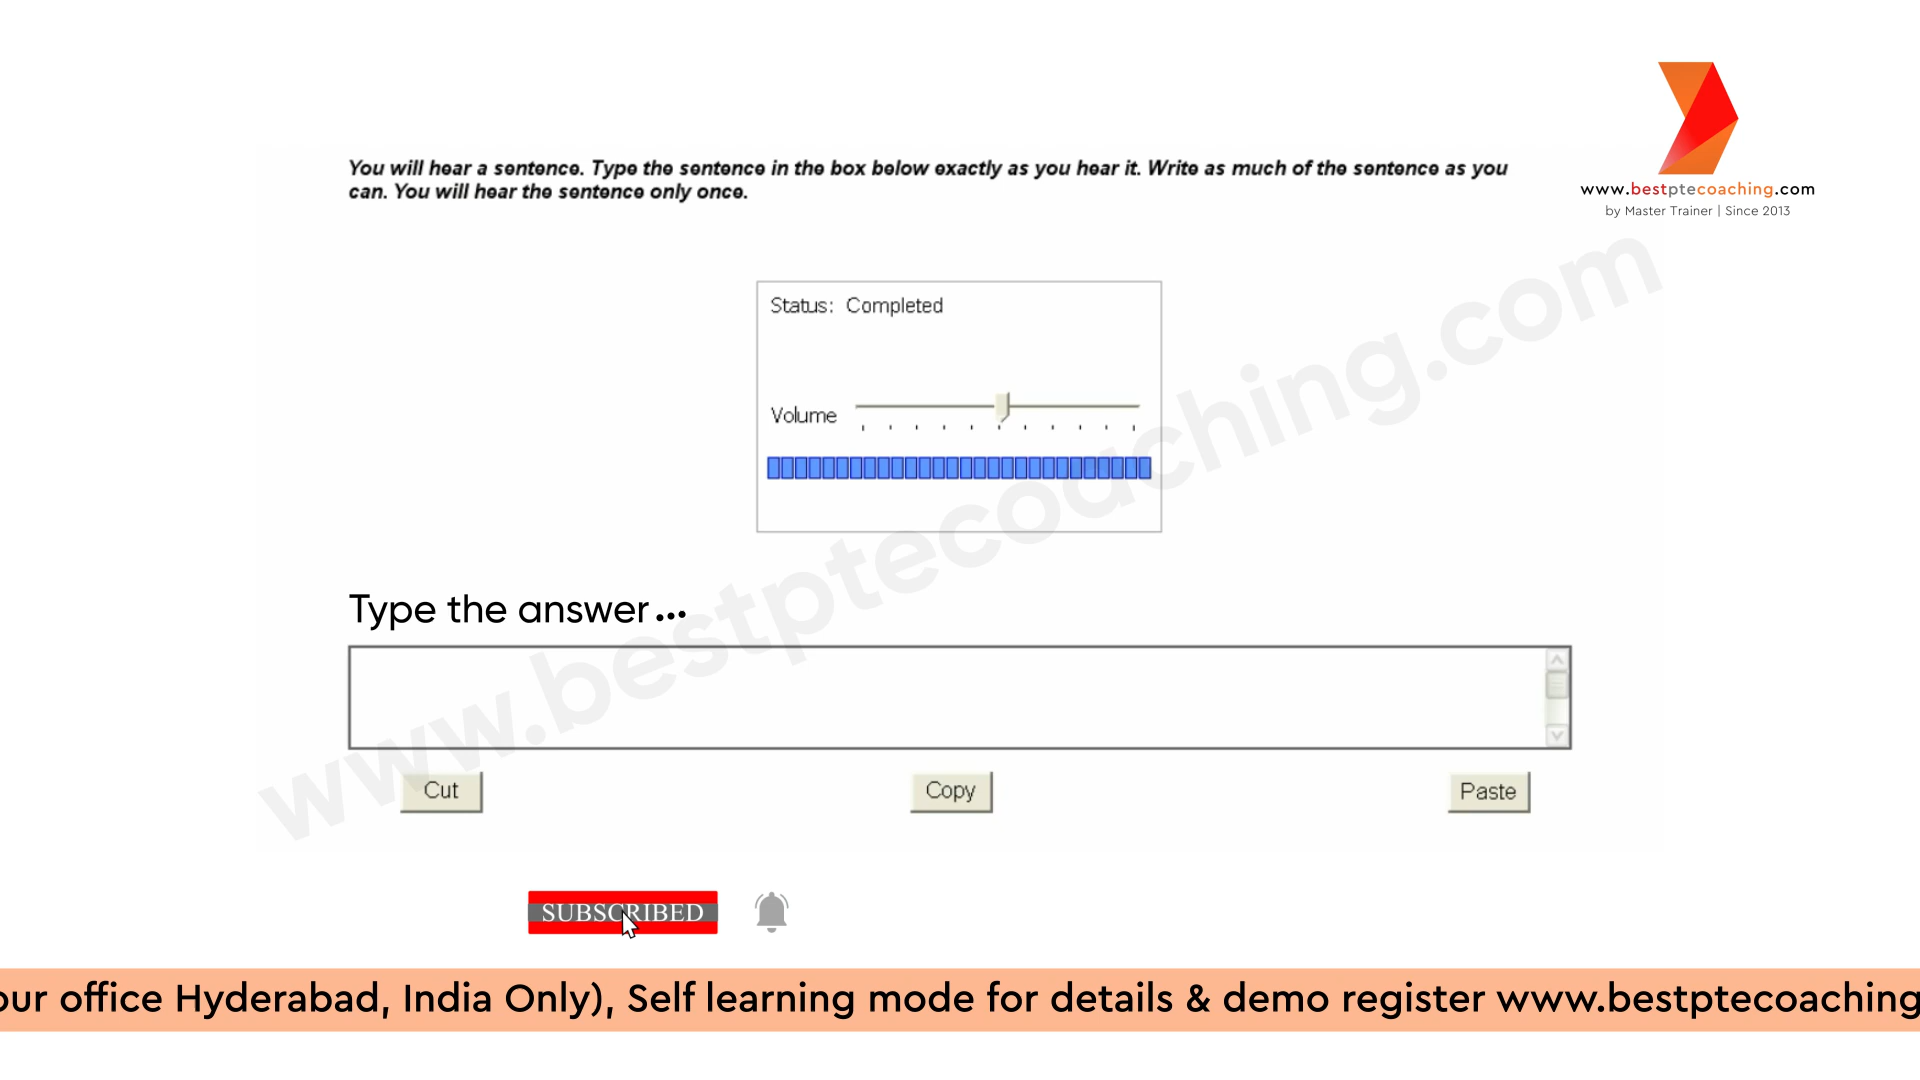 www.bestptecoaching.com
by Master Trainer | Since 2013
You will hear a sentence. Type the sentence in the box below exactly as you hear it. Write as much of the sentence as you
can. You will hear the sentence only once.
Status: Completed
Volume
www.bestptecoaching.com
Type the answer...
Cut
Copy
Paste
SUBSCRIBED
our office Hyderabad, India Only), Self learning mode for details & demo register www.bestptecoaching